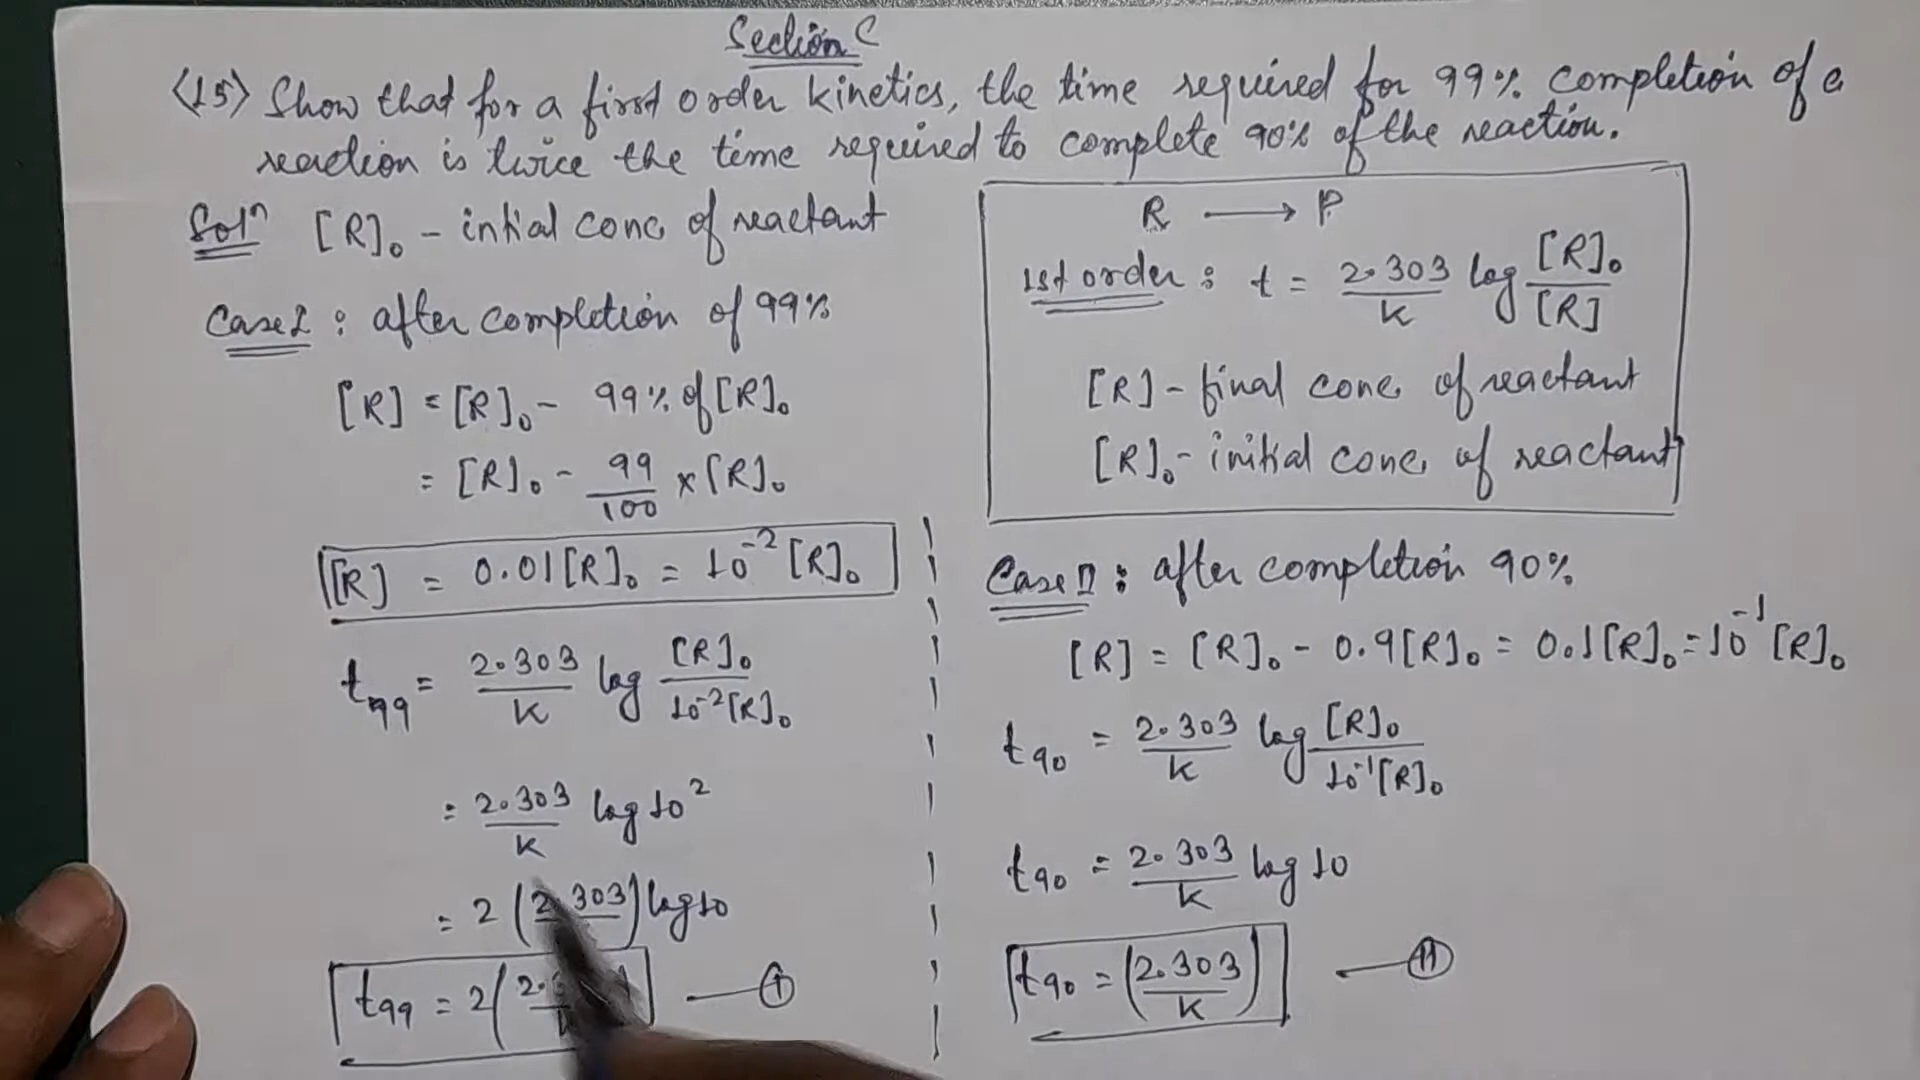 Section C
(15) Show that for a first order kinetics, the time required for 99% completion of a
reaction is twice the time required to complete 90% of the reaction.
Solⁿ [R]₀ - intial conc of reactant
Case I : after completion of 99%
[R] = [R]₀ - 99% of [R]₀
= [R]₀ - 99/100 × [R]₀
[R] = 0.01 [R]₀ = 10⁻² [R]₀
t₉₉ = 2.303/K log [R]₀/10⁻²[R]₀
= 2.303/K log 10²
= 2 (2.303) log 10
t₉₉ = 2 (2. — I
R → P
1st order : t = 2.303/K log [R]₀/[R]
[R] - final conc. of reactant
[R]₀ - initial conc. of reactant
Case II : after completion 90%
[R] = [R]₀ - 0.9[R]₀ = 0.1[R]₀ = 10⁻¹ [R]₀
t₉₀ = 2.303/K log [R]₀/10⁻¹[R]₀
t₉₀ = 2.303/K log 10
t₉₀ = (2.303/K) — II